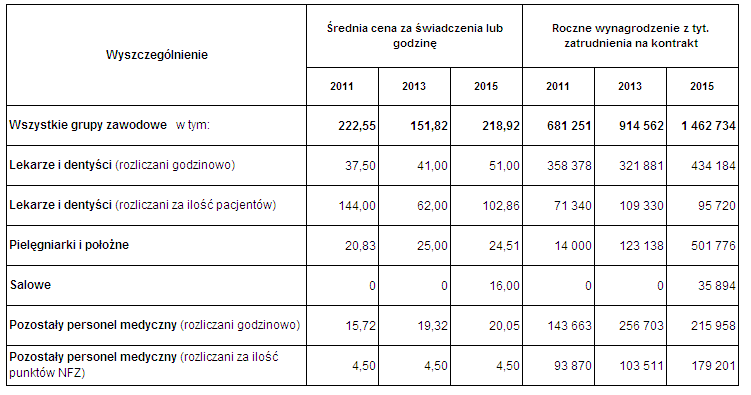 Wyszczególnienie
Średnia cena za świadczenia lub
godzinę
Roczne wynagrodzenie z tyt.
zatrudnienia na kontrakt
2011 2013 2015 2011 2013 2015
Wszystkie grupy zawodowe w tym: 222,55 151,82 218,92 681 251 914 562 1 462 734
Lekarze i dentyści (rozliczani godzinowo) 37,50 41,00 51,00 358 378 321 881 434 184
Lekarze i dentyści (rozliczani za ilość pacjentów) 144,00 62,00 102,86 71 340 109 330 95 720
Pielęgniarki i położne 20,83 25,00 24,51 14 000 123 138 501 776
Salowe 0 0 16,00 0 0 35 894
Pozostały personel medyczny (rozliczani godzinowo) 15,72 19,32 20,05 143 663 256 703 215 958
Pozostały personel medyczny (rozliczani za ilość
punktów NFZ) 4,50 4,50 4,50 93 870 103 511 179 201